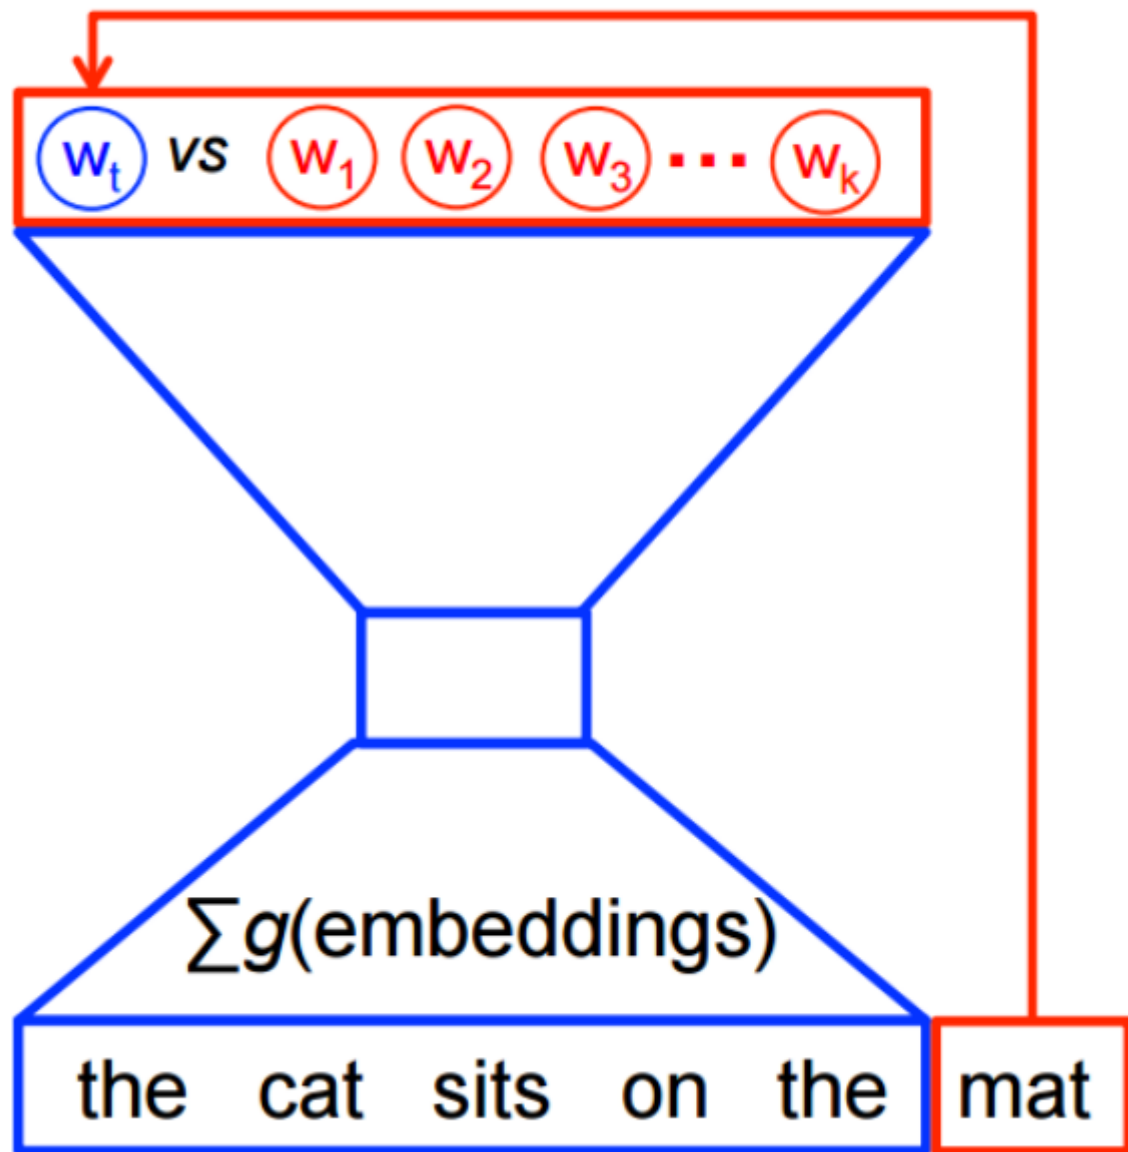 wt vs w1 w2 w3 ... wk
∑g(embeddings)
the cat sits on the mat